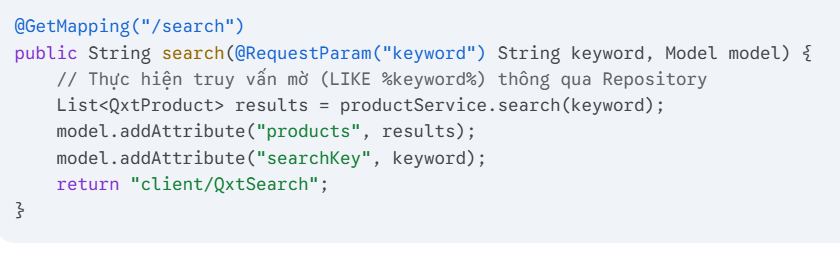 @GetMapping("/search")
public String search(@RequestParam("keyword") String keyword, Model model) {
    // Thực hiện truy vấn mờ (LIKE %keyword%) thông qua Repository
    List<QxtProduct> results = productService.search(keyword);
    model.addAttribute("products", results);
    model.addAttribute("searchKey", keyword);
    return "client/QxtSearch";
}